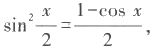 sin² x/2 = (1−cos x)/2,